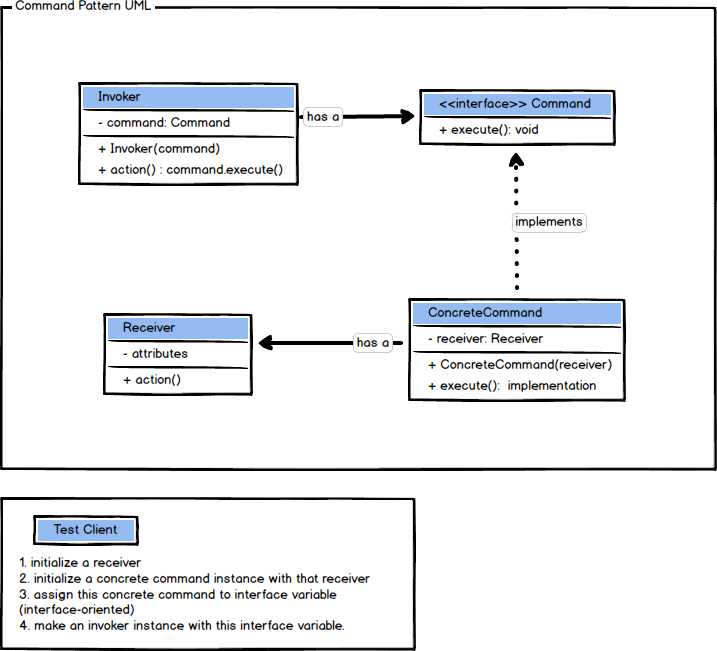 Command Pattern UML
Invoker
- command: Command
+ Invoker(command)
+ action() : command.execute()
has a
<<interface>> Command
+ execute(): void
implements
Receiver
- attributes
+ action()
has a
ConcreteCommand
- receiver: Receiver
+ ConcreteCommand(receiver)
+ execute(): implementation
Test Client
1. initialize a receiver
2. initialize a concrete command instance with that receiver
3. assign this concrete command to interface variable
(interface-oriented)
4. make an invoker instance with this interface variable.